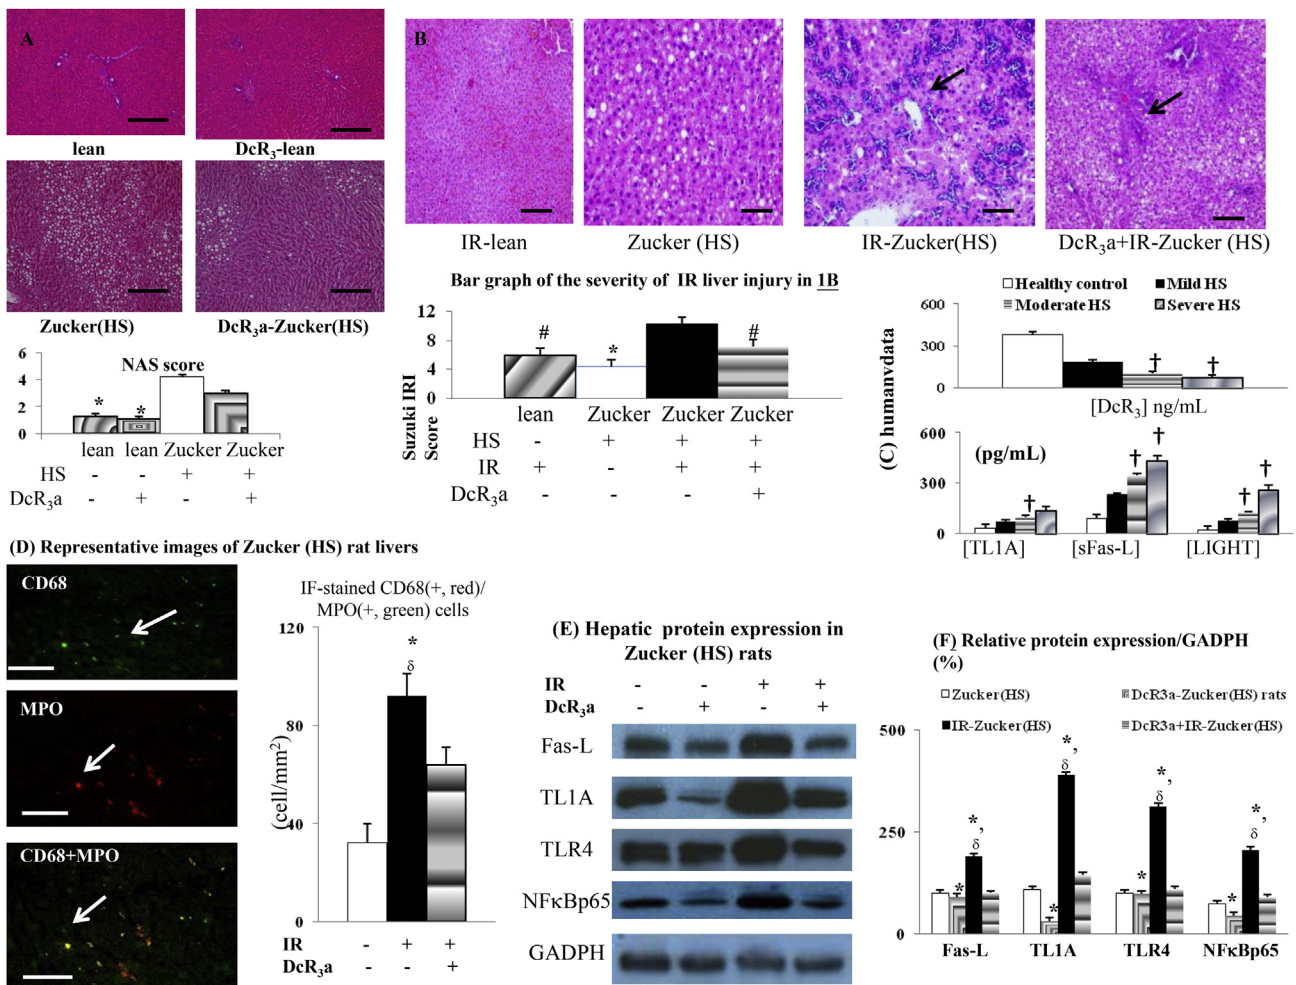 A
lean
DcR3-lean
Zucker(HS)
DcR3a-Zucker(HS)
NAS score
6
4
2
0
*
*
lean lean Zucker Zucker
HS - - + +
DcR3a - + - +
B
IR-lean
Zucker (HS)
IR-Zucker(HS)
DcR3a+IR-Zucker (HS)
Bar graph of the severity of IR liver injury in 1B
Suzuki IRI
Score
12
8
4
0
#
*
#
lean Zucker Zucker Zucker
HS - + + +
IR + - + +
DcR3a +
(C) humanvdata
Healthy control
Mild HS
Moderate HS
Severe HS
600
300
0
† †
[DcR3] ng/mL
600
300
0
(pg/mL)
† † † † †
[TL1A] [sFas-L] [LIGHT]
(D) Representative images of Zucker (HS) rat livers
CD68
MPO
CD68+MPO
IF-stained CD68(+, red)/
MPO(+, green) cells
(cell/mm2)
120
80
40
0
*
δ
IR - + +
DcR3a - - +
(E) Hepatic protein expression in
Zucker (HS) rats
IR - - + +
DcR3a - + - +
Fas-L
TL1A
TLR4
NFκBp65
GADPH
(F) Relative protein expression/GADPH
(%)
Zucker(HS)
DcR3a-Zucker(HS) rats
IR-Zucker(HS)
DcR3a+IR-Zucker(HS)
500
250
0
* *, δ
* *, δ
* *, δ
* *, δ
Fas-L TL1A TLR4 NFκBp65